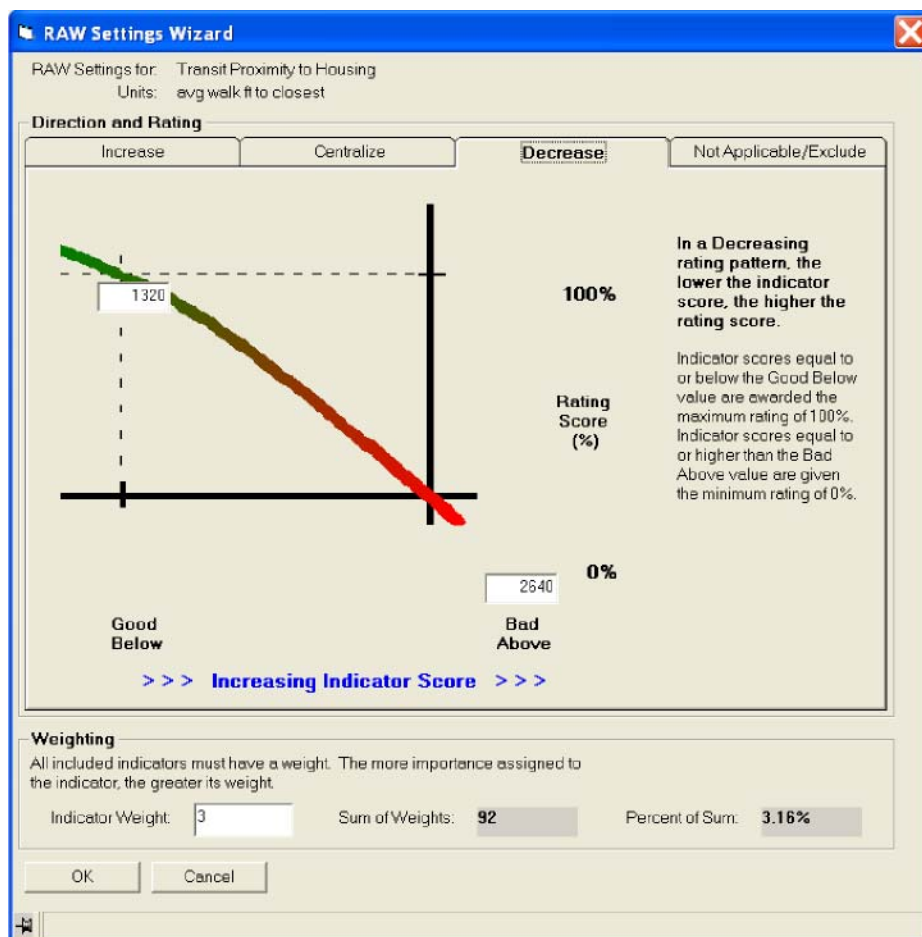 RAW Settings Wizard
RAW Settings for: Transit Proximity to Housing
Units: avg walk ft to closest
Direction and Rating
Increase
Centralize
Decrease
Not Applicable/Exclude
1320
100%
Rating
Score
(%)
0%
2640
Good
Below
Bad
Above
> > > Increasing Indicator Score > > >
In a Decreasing
rating pattern, the
lower the indicator
score, the higher the
rating score.
Indicator scores equal to
or below the Good Below
value are awarded the
maximum rating of 100%.
Indicator scores equal to
or higher than the Bad
Above value are given
the minimum rating of 0%.
Weighting
All included indicators must have a weight. The more importance assigned to
the indicator, the greater its weight.
Indicator Weight: 3 Sum of Weights: 92 Percent of Sum: 3.16%
OK
Cancel